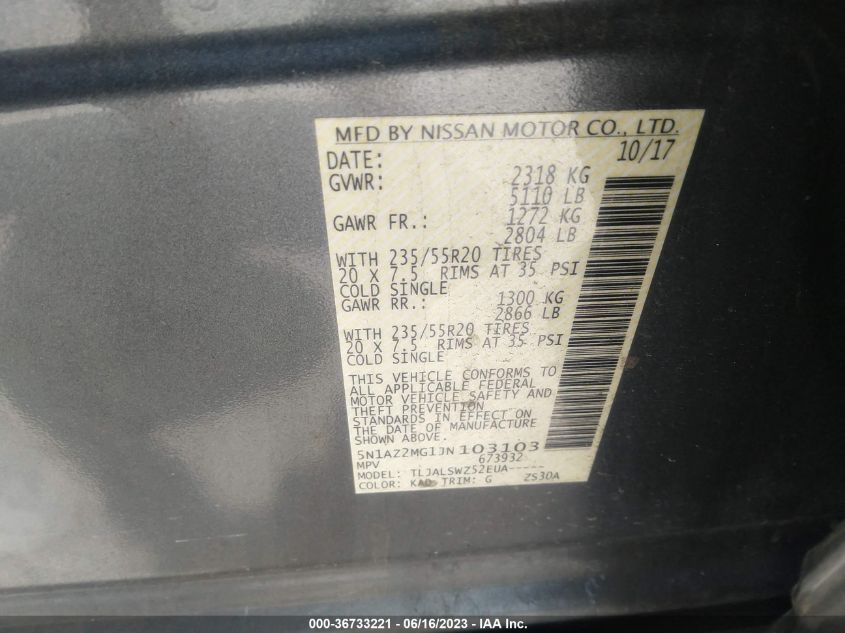 MFD BY NISSAN MOTOR CO., LTD.
DATE: 10/17
GVWR: 2318 KG
5110 LB
GAWR FR.: 1272 KG
2804 LB
WITH 235/55R20 TIRES
20 X 7.5 RIMS AT 35 PSI
COLD SINGLE
GAWR RR.: 1300 KG
2866 LB
WITH 235/55R20 TIRES
20 X 7.5 RIMS AT 35 PSI
COLD SINGLE
THIS VEHICLE CONFORMS TO
ALL APPLICABLE FEDERAL
MOTOR VEHICLE SAFETY AND
THEFT PREVENTION
STANDARDS IN EFFECT ON
THE DATE OF MANUFACTURE
SHOWN ABOVE.
5N1AZ2MG1JN103103
MPV 673932
MODEL: TLJALSWZ52EUA-----
COLOR: KAD TRIM: G ZS3DA
000-36733221 - 06/16/2023 - IAA Inc.